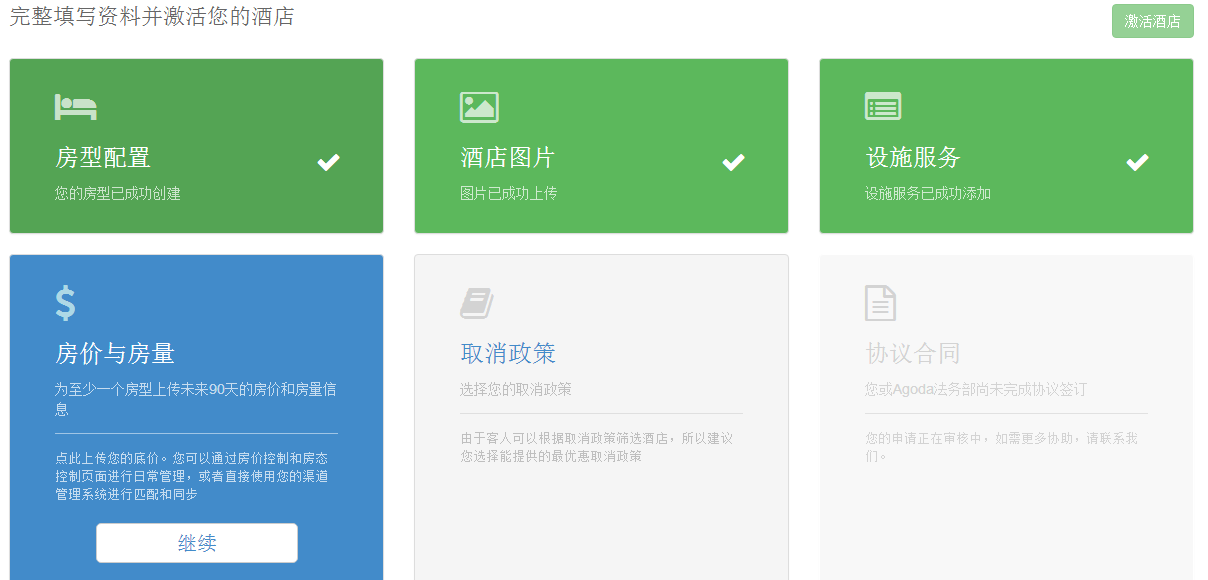 完整填写资料并激活您的酒店
激活酒店
房型配置
您的房型已成功创建
酒店图片
图片已成功上传
设施服务
设施服务已成功添加
房价与房量
为至少一个房型上传未来90天的房价和房量信
息
点此上传您的底价。您可以通过房价控制和房态
控制页面进行日常管理，或者直接使用您的渠道
管理系统进行匹配和同步
继续
取消政策
选择您的取消政策
由于客人可以根据取消政策筛选酒店，所以建议
您选择能提供的最优惠取消政策
协议合同
您或Agoda法务部尚未完成协议签订
您的申请正在审核中，如需更多协助，请联系我
们。